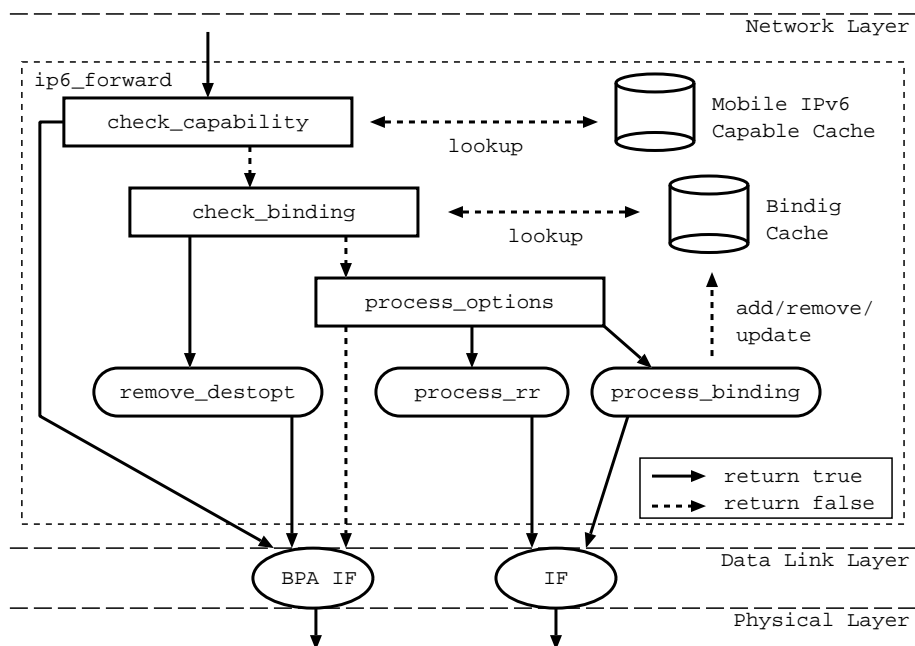 Network Layer
ip6_forward
check_capability
lookup
Mobile IPv6
Capable Cache
check_binding
lookup
Bindig
Cache
process_options
add/remove/
update
remove_destopt
process_rr
process_binding
return true
return false
BPA IF
IF
Data Link Layer
Physical Layer